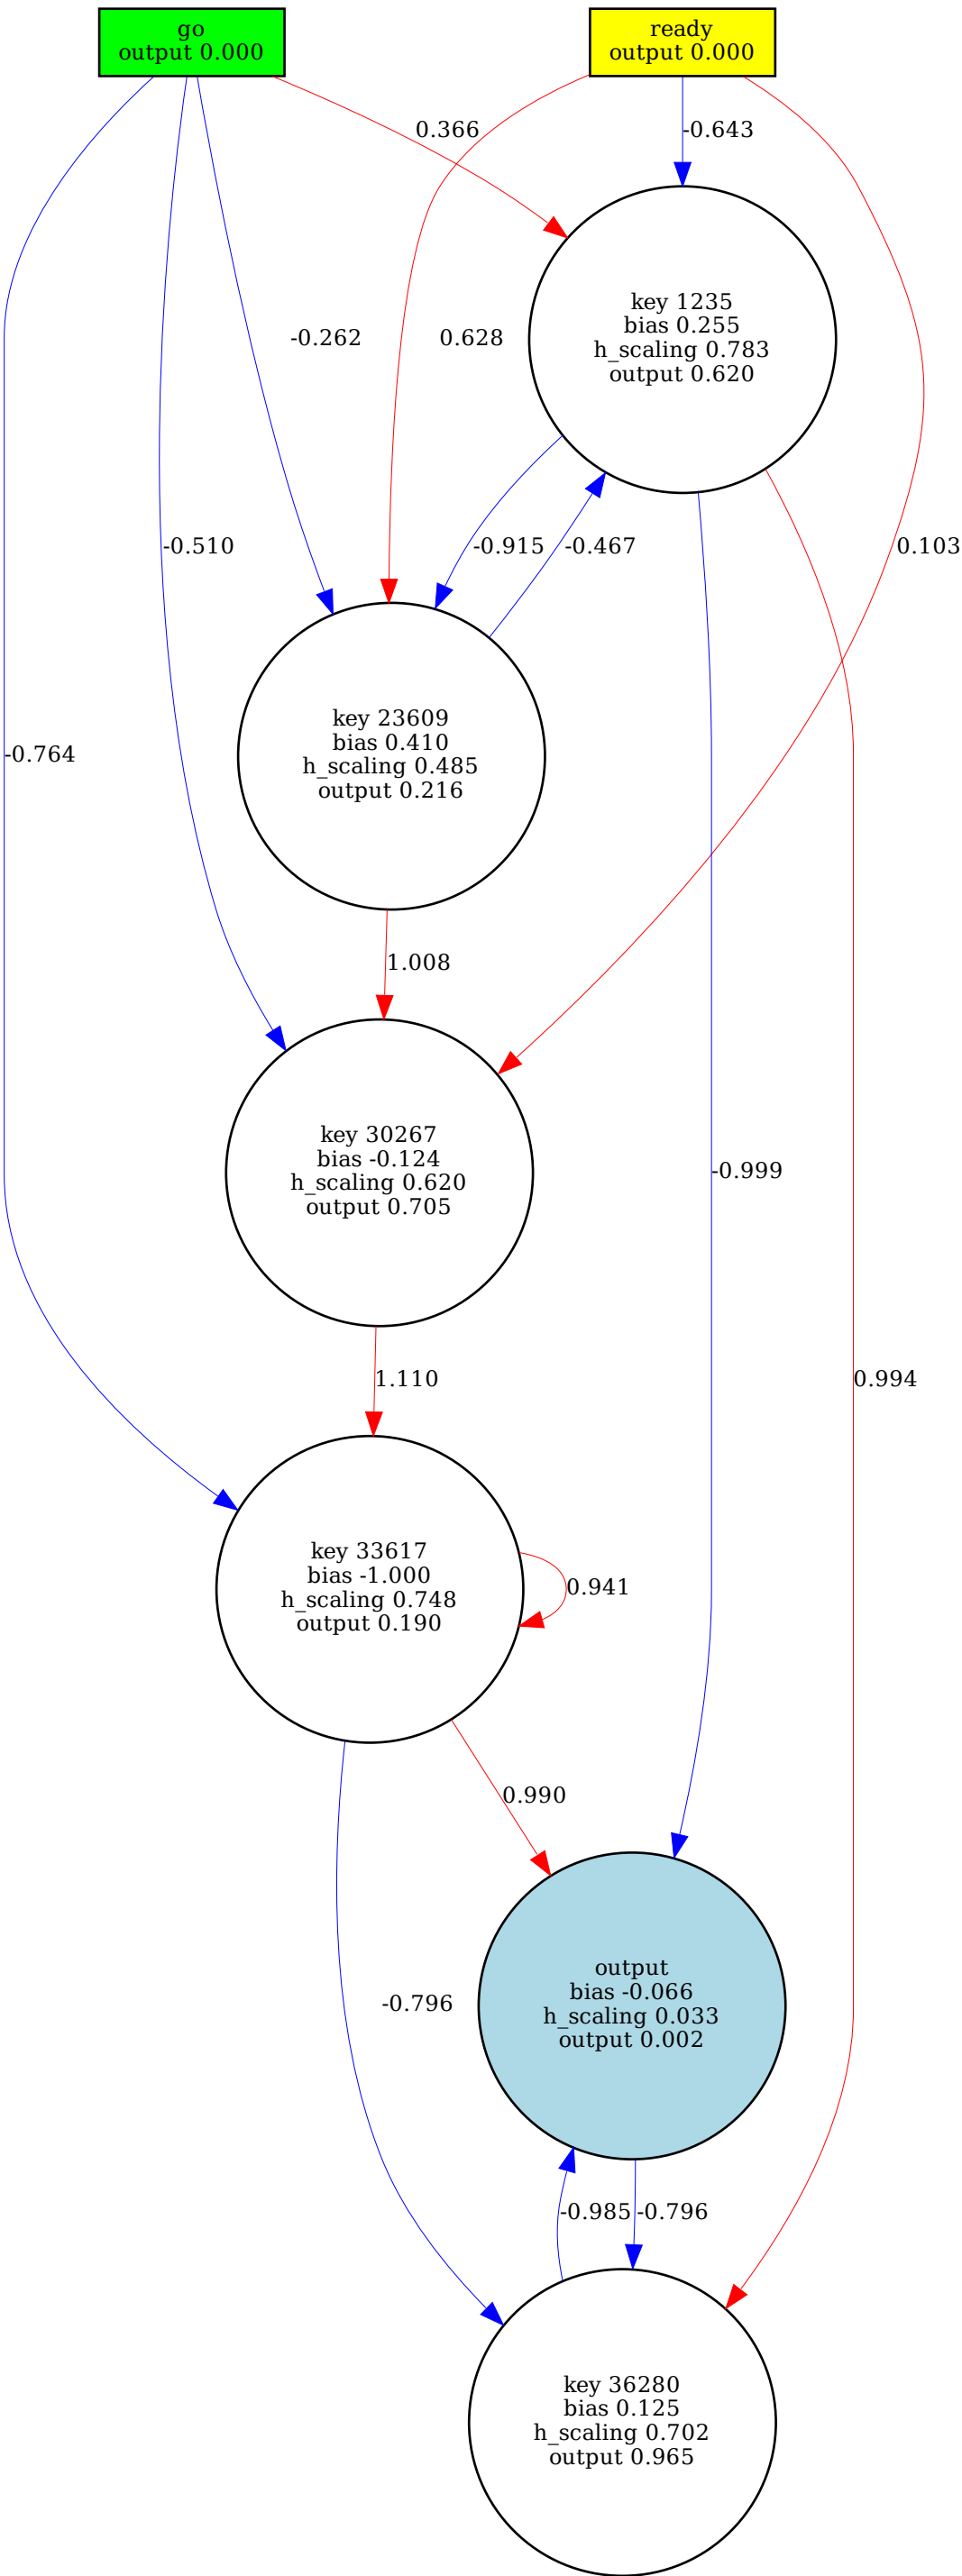 go
output 0.000
ready
output 0.000
0.366
-0.643
key 1235
bias 0.255
h_scaling 0.783
output 0.620
-0.262
0.628
-0.510
-0.915
-0.467
0.103
key 23609
bias 0.410
h_scaling 0.485
output 0.216
-0.764
1.008
key 30267
bias -0.124
h_scaling 0.620
output 0.705
-0.999
1.110
0.994
key 33617
bias -1.000
h_scaling 0.748
output 0.190
0.941
0.990
output
bias -0.066
h_scaling 0.033
output 0.002
-0.796
-0.985
-0.796
key 36280
bias 0.125
h_scaling 0.702
output 0.965